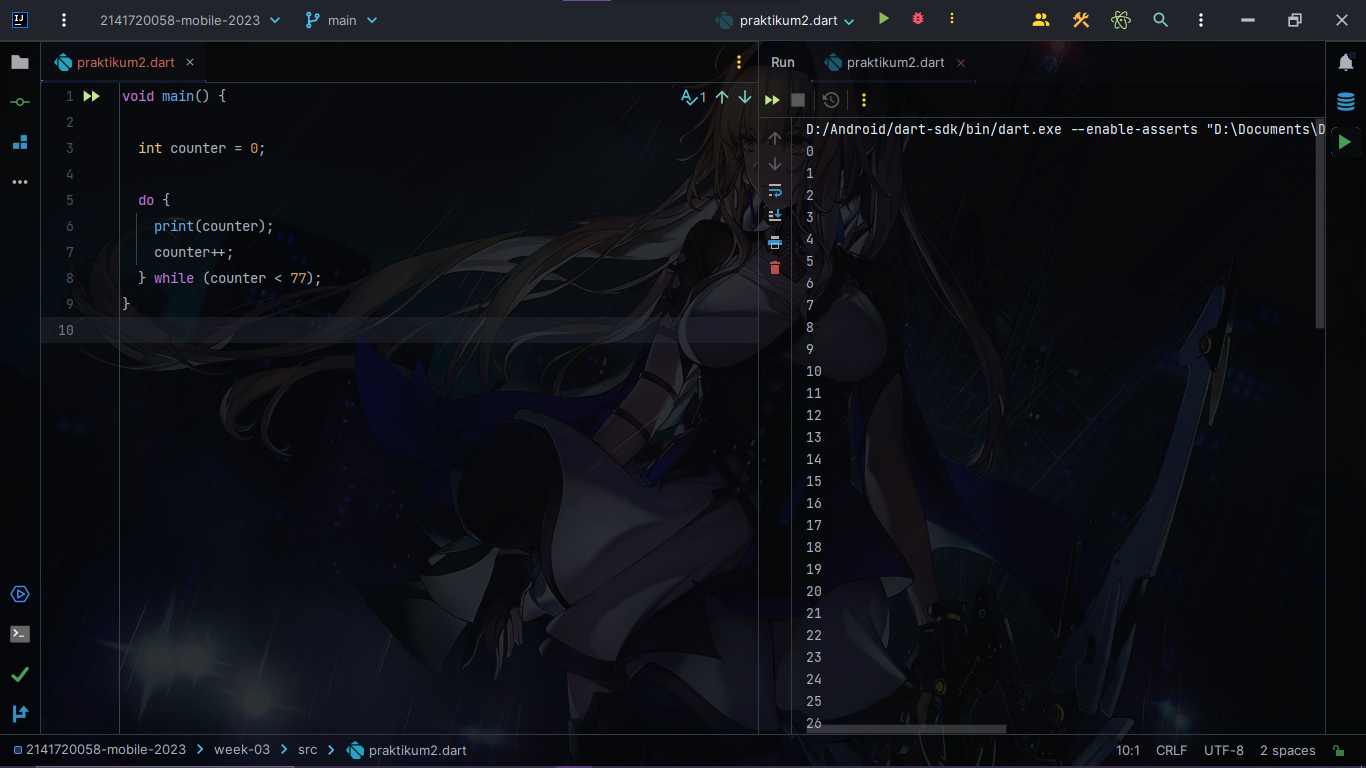 2141720058-mobile-2023 main praktikum2.dart
praktikum2.dart
1 void main() {
2
3 int counter = 0;
4
5 do {
6 print(counter);
7 counter++;
8 } while (counter < 77);
9 }
10
1
Run praktikum2.dart
D:/Android/dart-sdk/bin/dart.exe --enable-asserts "D:\Documents\D
0
1
2
3
4
5
6
7
8
9
10
11
12
13
14
15
16
17
18
19
20
21
22
23
24
25
26
2141720058-mobile-2023 > week-03 > src > praktikum2.dart
10:1 CRLF UTF-8 2 spaces